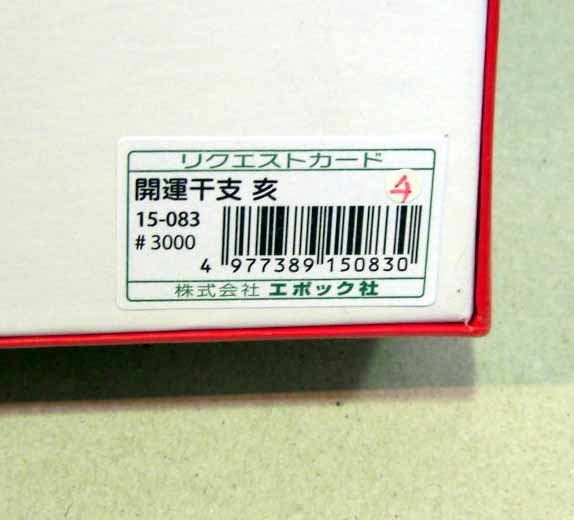 リクエストカード
開運干支 亥 4
15-083
#3000
4 977389 150830
株式会社 エポック社